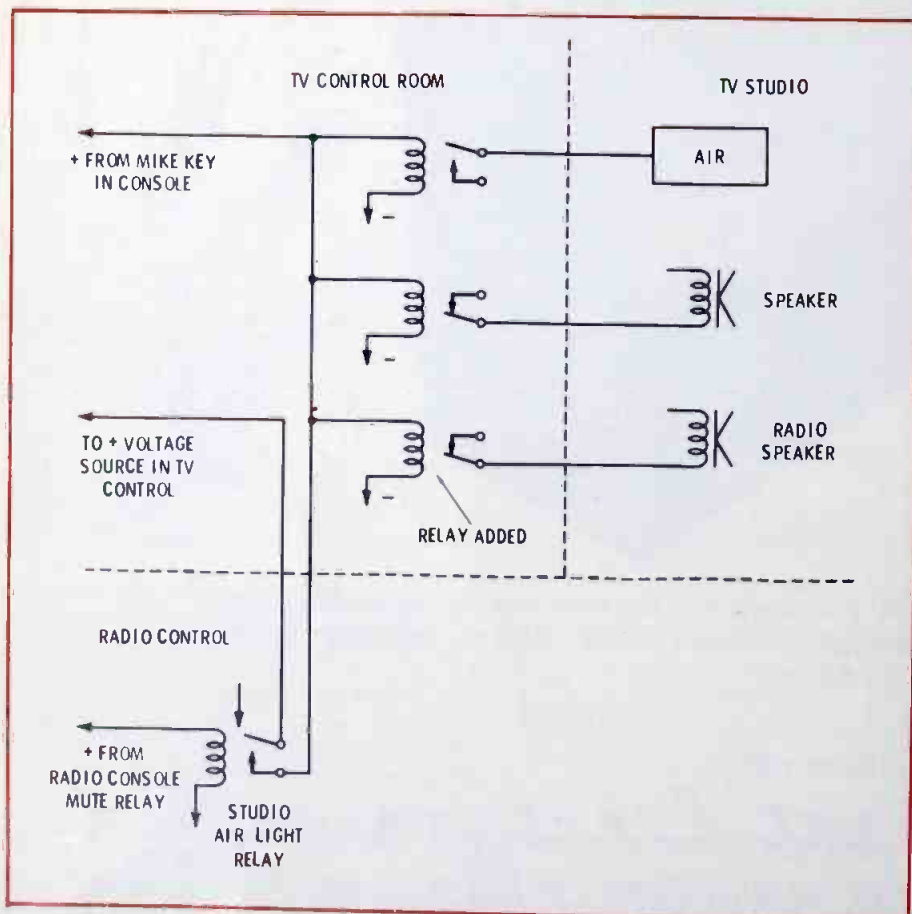 TV CONTROL ROOM
TV STUDIO
+ FROM MIKE KEY
IN CONSOLE
AIR
–
SPEAKER
–
TO + VOLTAGE
SOURCE IN TV
CONTROL
RADIO
SPEAKER
–
RELAY ADDED
RADIO CONTROL
+ FROM
RADIO CONSOLE
MUTE RELAY
STUDIO
AIR LIGHT
RELAY